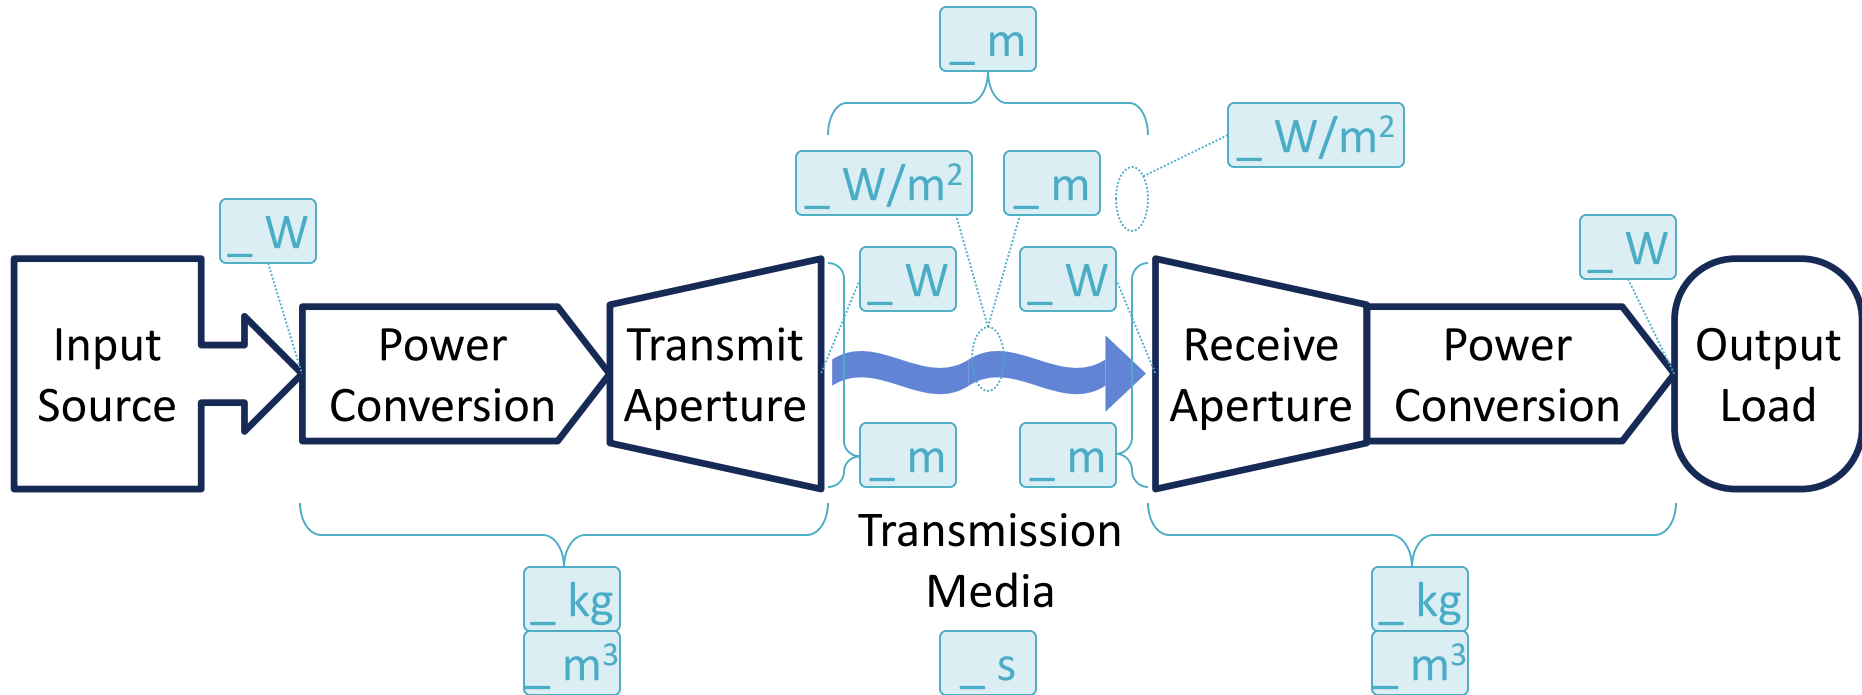 _ m
_ W/m²
_ W/m²
_ m
_ W
_ W
_ W
_ W
Input
Source
Power
Conversion
Transmit
Aperture
Receive
Aperture
Power
Conversion
Output
Load
_ m
_ m
Transmission
Media
_ kg
_ m³
_ s
_ kg
_ m³